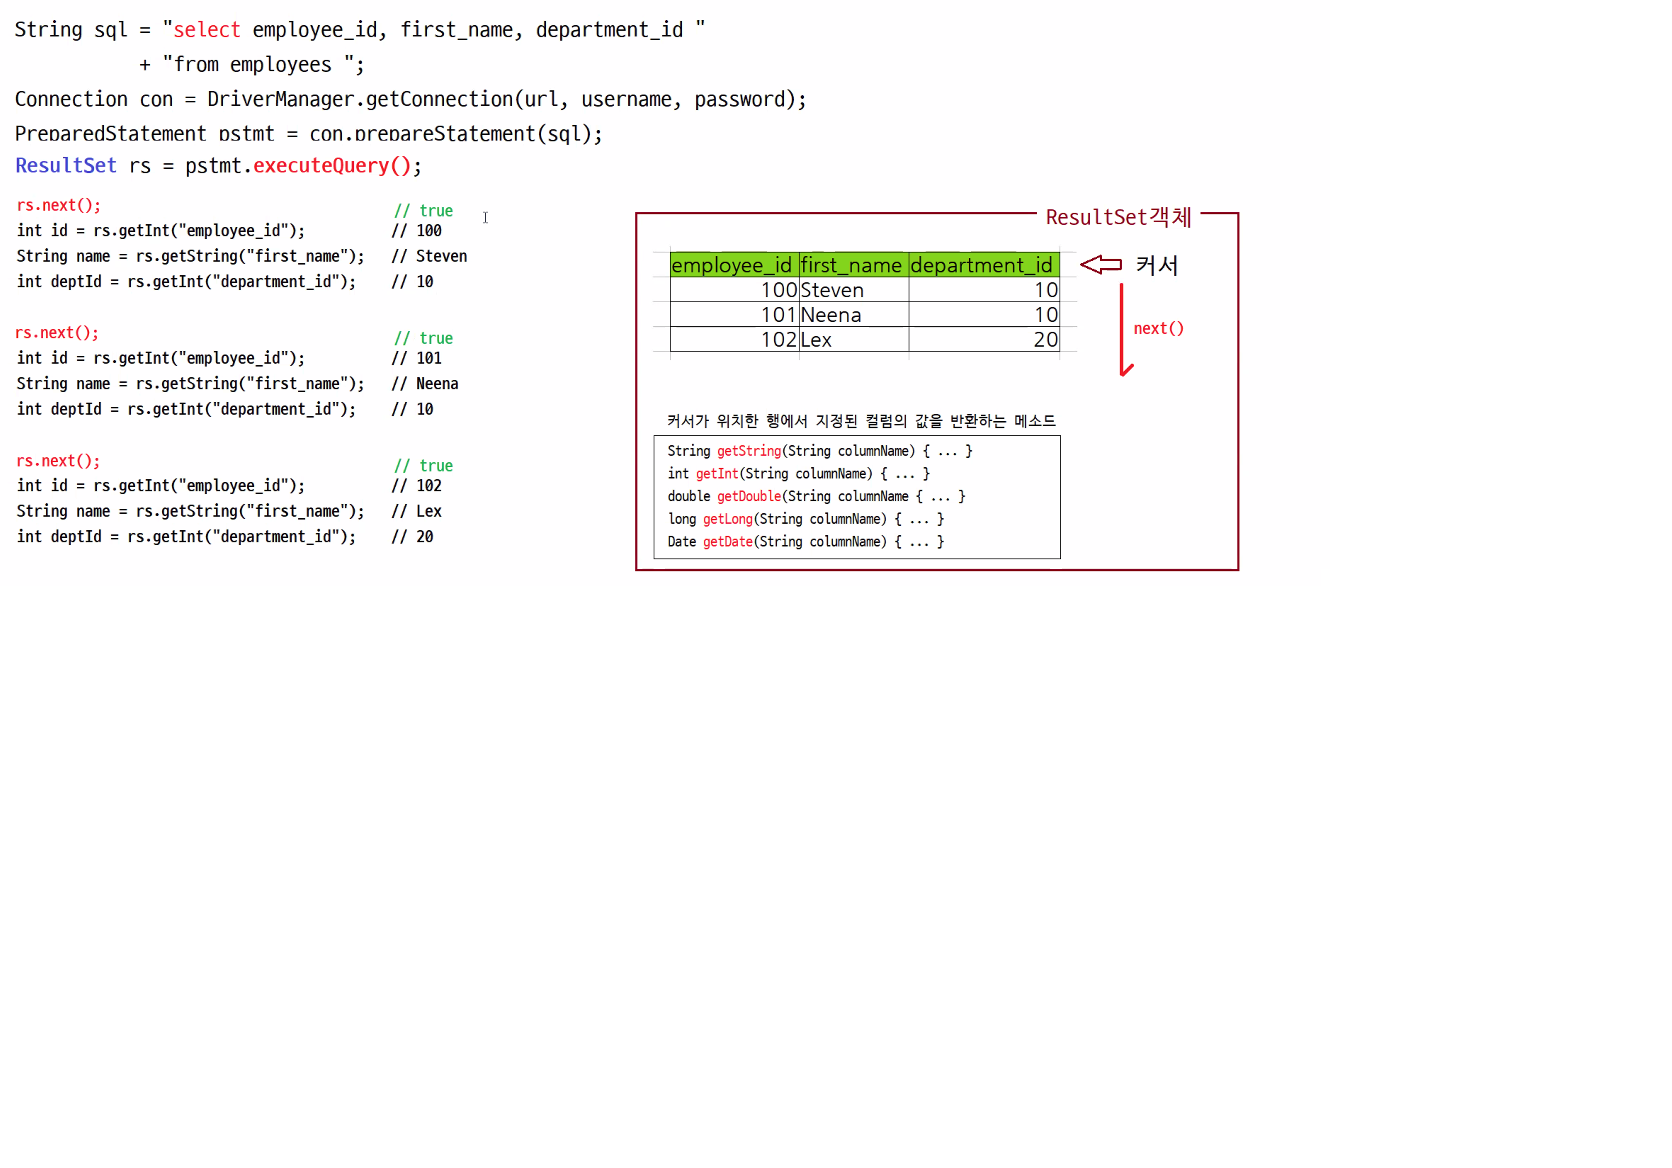 String sql = "select employee_id, first_name, department_id "
+ "from employees ";
Connection con = DriverManager.getConnection(url, username, password);
PreparedStatement pstmt = con.prepareStatement(sql);
ResultSet rs = pstmt.executeQuery();
rs.next(); // true
int id = rs.getInt("employee_id"); // 100
String name = rs.getString("first_name"); // Steven
int deptId = rs.getInt("department_id"); // 10
rs.next(); // true
int id = rs.getInt("employee_id"); // 101
String name = rs.getString("first_name"); // Neena
int deptId = rs.getInt("department_id"); // 10
rs.next(); // true
int id = rs.getInt("employee_id"); // 102
String name = rs.getString("first_name"); // Lex
int deptId = rs.getInt("department_id"); // 20
ResultSet객체
employee_id first_name department_id
100 Steven 10
101 Neena 10
102 Lex 20
커서
next()
커서가 위치한 행에서 지정된 컬럼의 값을 반환하는 메소드
String getString(String columnName) { ... }
int getInt(String columnName) { ... }
double getDouble(String columnName { ... }
long getLong(String columnName) { ... }
Date getDate(String columnName) { ... }